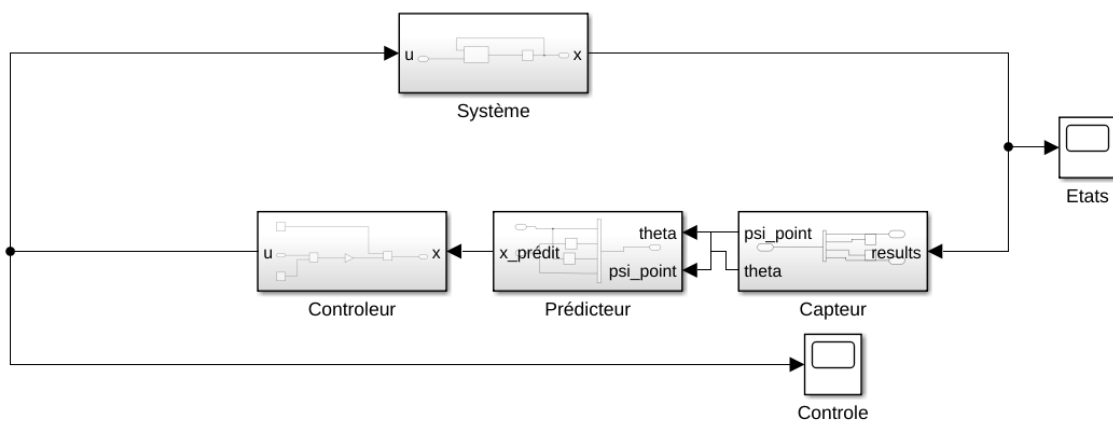 u
x
Système
Etats
u
x
Controleur
x_prédit
theta
psi_point
Prédicteur
psi_point
theta
results
Capteur
Controle